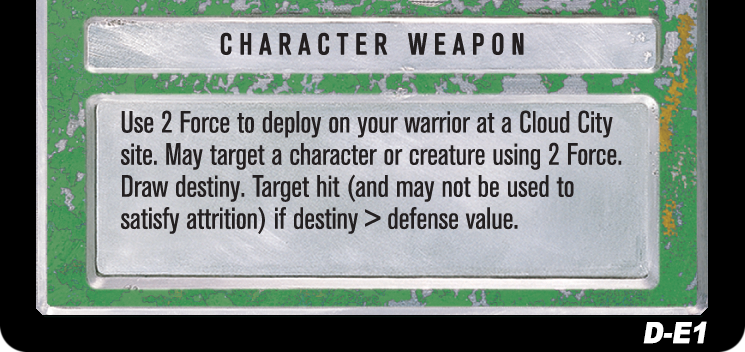 CHARACTER WEAPON
Use 2 Force to deploy on your warrior at a Cloud City
site. May target a character or creature using 2 Force.
Draw destiny. Target hit (and may not be used to
satisfy attrition) if destiny > defense value.
D-E1